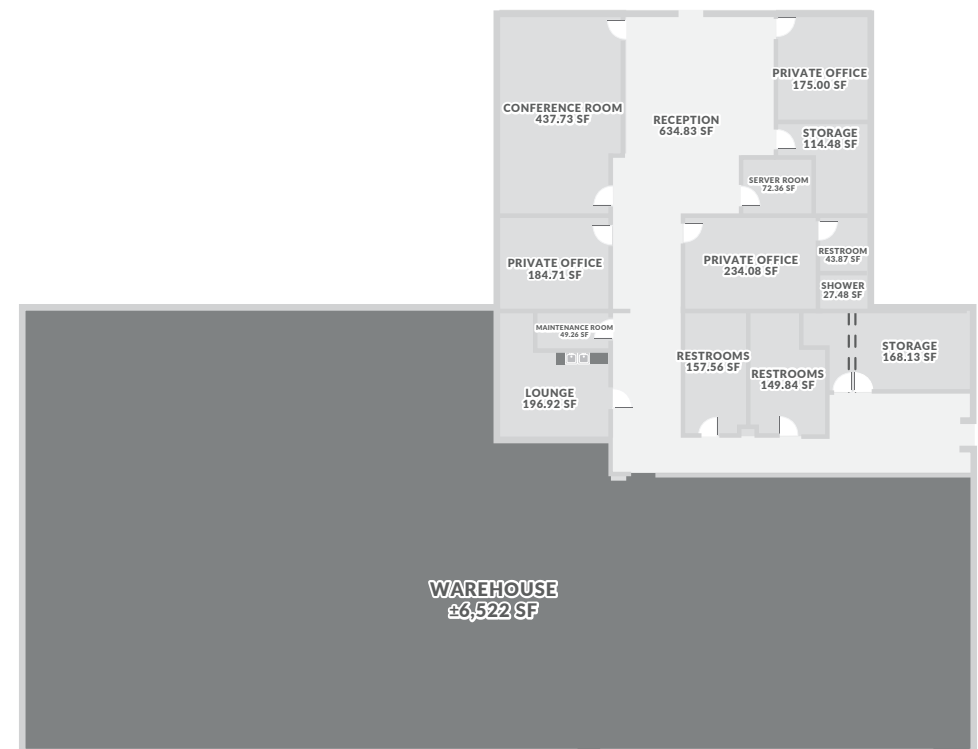 PRIVATE OFFICE
175.00 SF
CONFERENCE ROOM
437.73 SF
RECEPTION
634.83 SF
STORAGE
114.48 SF
SERVER ROOM
72.36 SF
PRIVATE OFFICE
184.71 SF
PRIVATE OFFICE
234.08 SF
RESTROOM
43.87 SF
SHOWER
27.48 SF
MAINTENANCE ROOM
49.26 SF
RESTROOMS
157.56 SF
RESTROOMS
149.84 SF
STORAGE
168.13 SF
LOUNGE
196.92 SF
WAREHOUSE
±6,522 SF